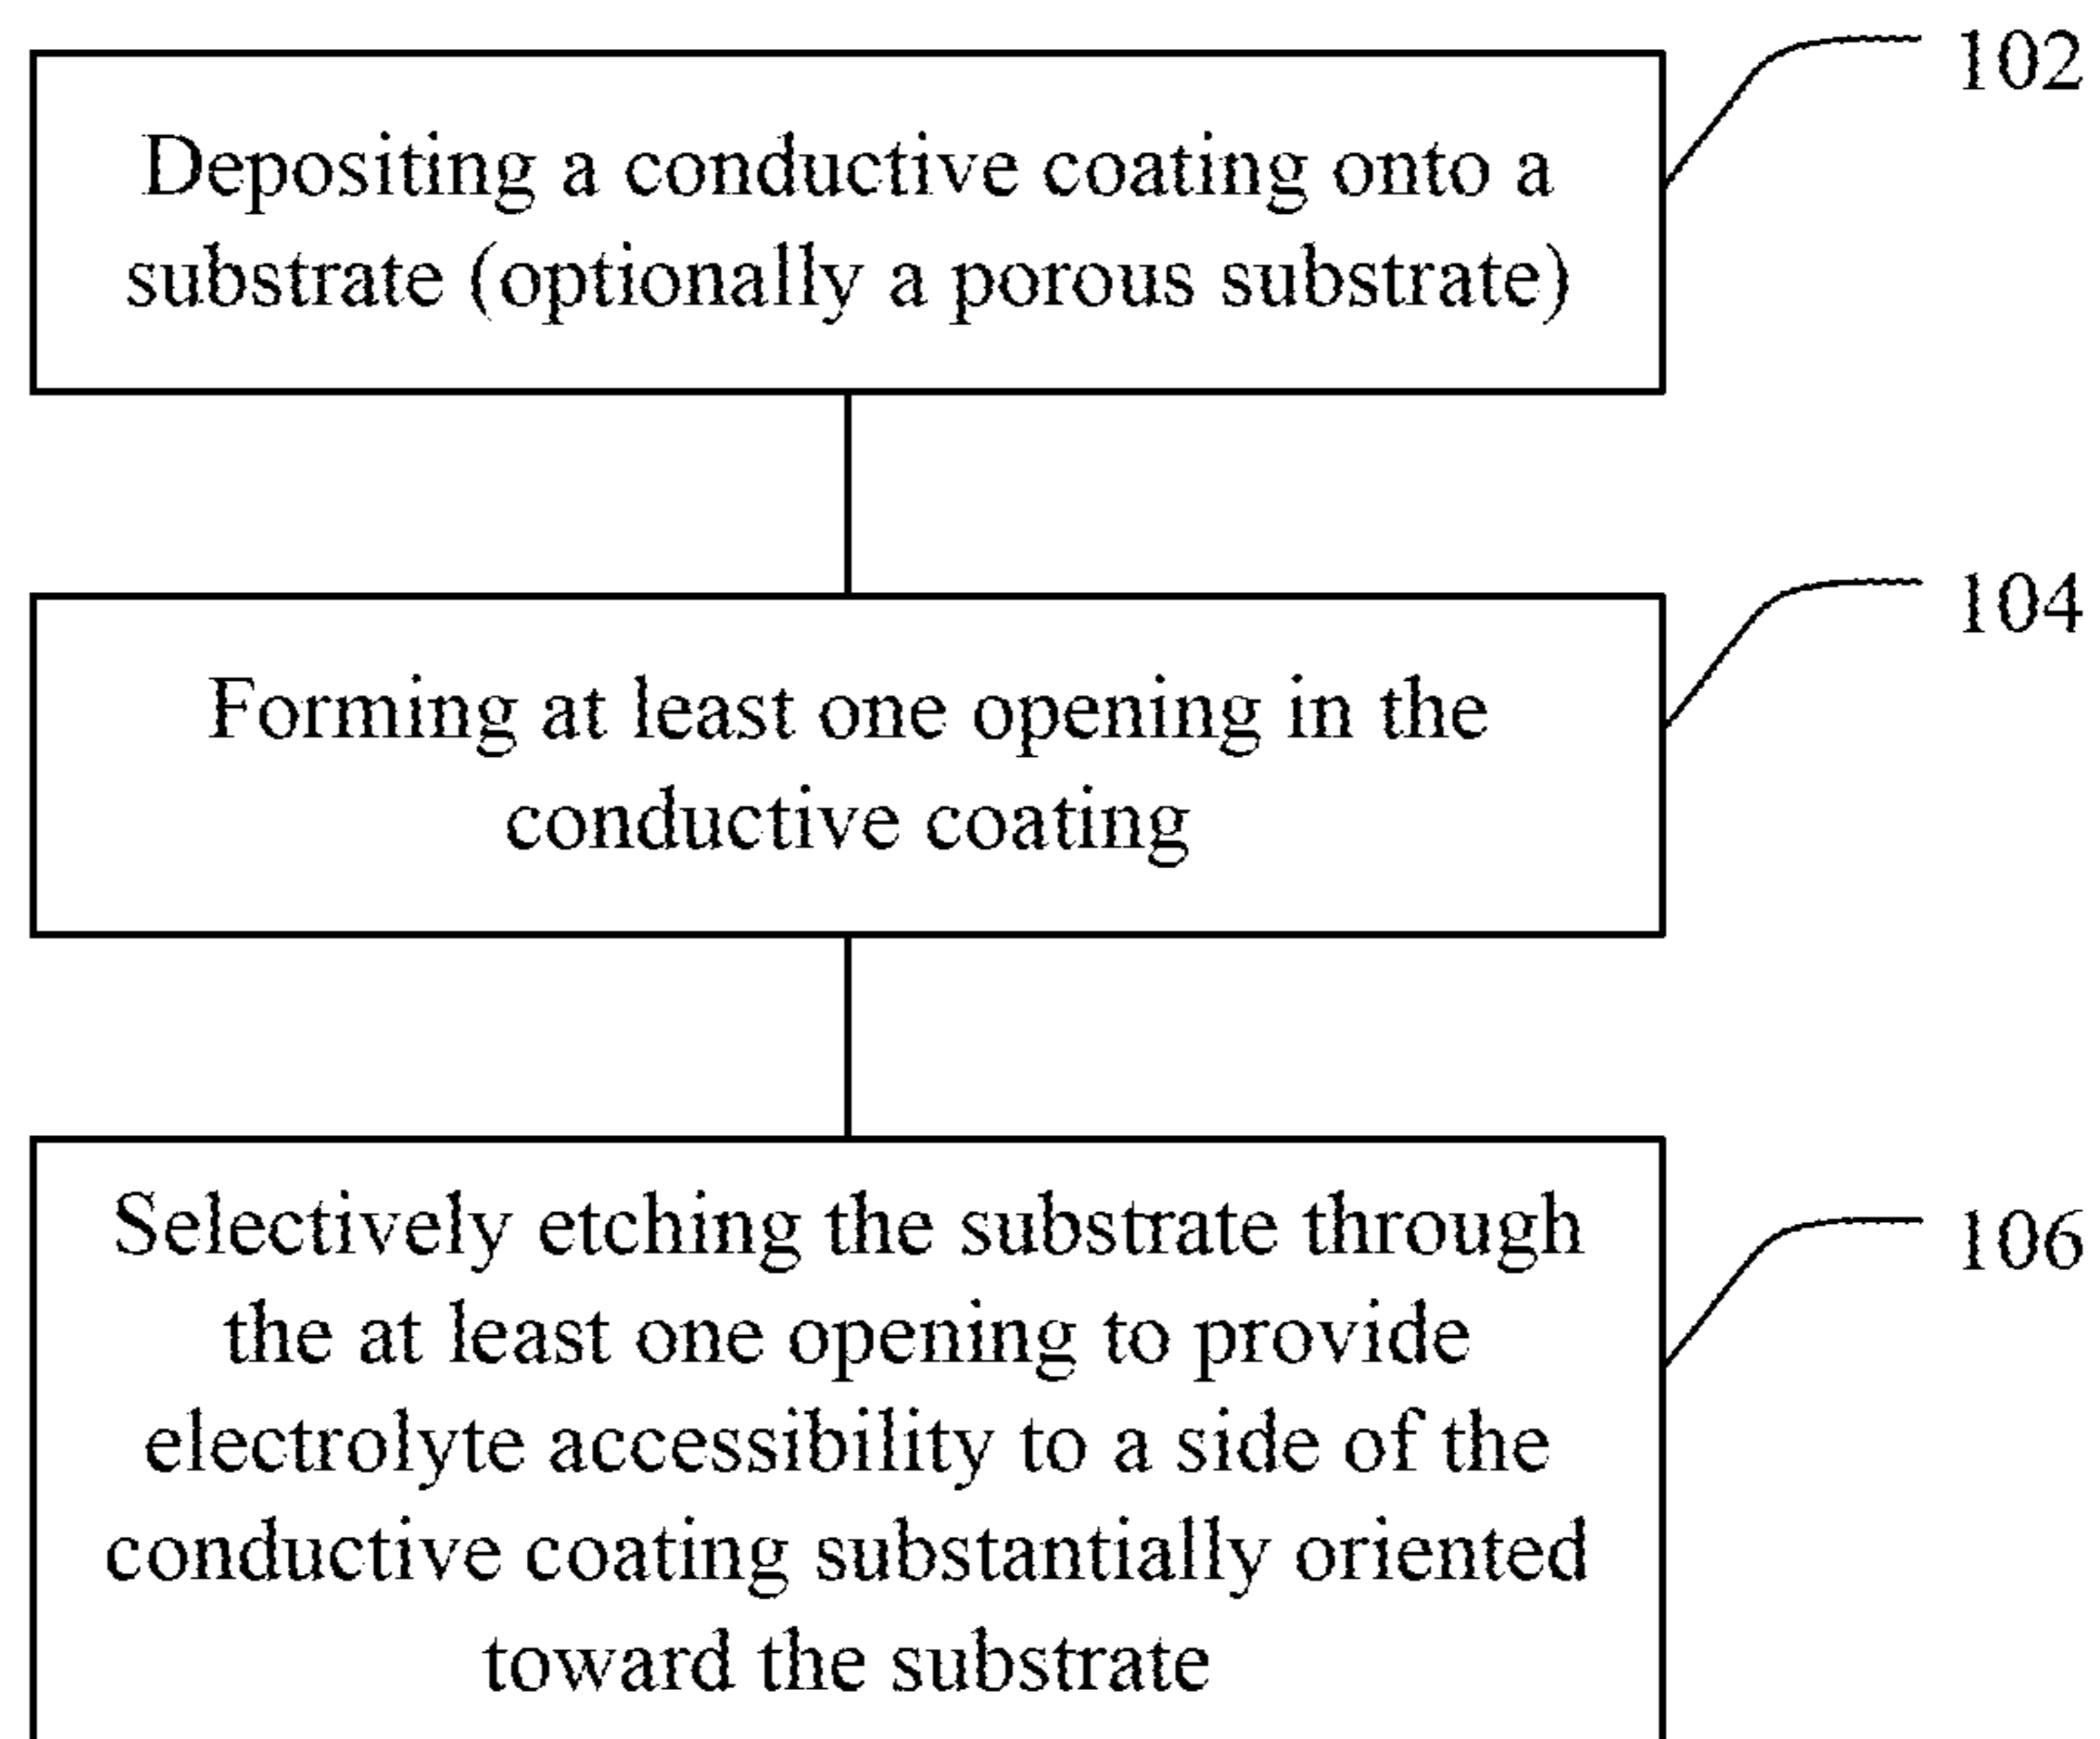 102
Depositing a conductive coating onto a
substrate (optionally a porous substrate)
104
Forming at least one opening in the
conductive coating
106
Selectively etching the substrate through
the at least one opening to provide
electrolyte accessibility to a side of the
conductive coating substantially oriented
toward the substrate